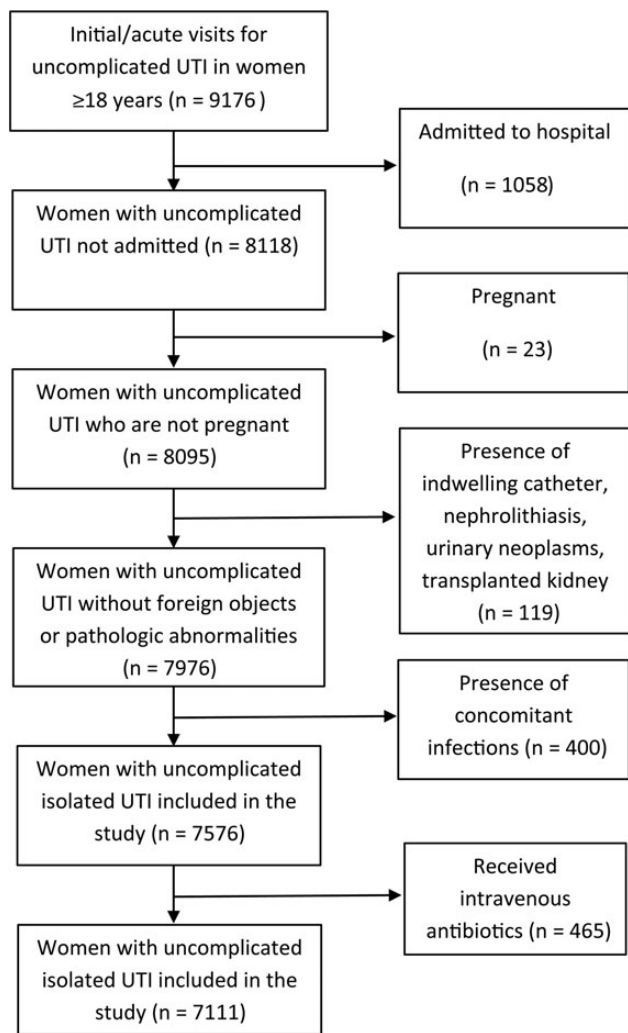 Initial/acute visits for
uncomplicated UTI in women
≥18 years (n = 9176 )
Admitted to hospital
(n = 1058)
Women with uncomplicated
UTI not admitted (n = 8118)
Pregnant
(n = 23)
Women with uncomplicated
UTI who are not pregnant
(n = 8095)
Presence of
indwelling catheter,
nephrolithiasis,
urinary neoplasms,
transplanted kidney
(n = 119)
Women with uncomplicated
UTI without foreign objects
or pathologic abnormalities
(n = 7976)
Presence of
concomitant
infections (n = 400)
Women with uncomplicated
isolated UTI included in the
study (n = 7576)
Received
intravenous
antibiotics (n = 465)
Women with uncomplicated
isolated UTI included in the
study (n = 7111)